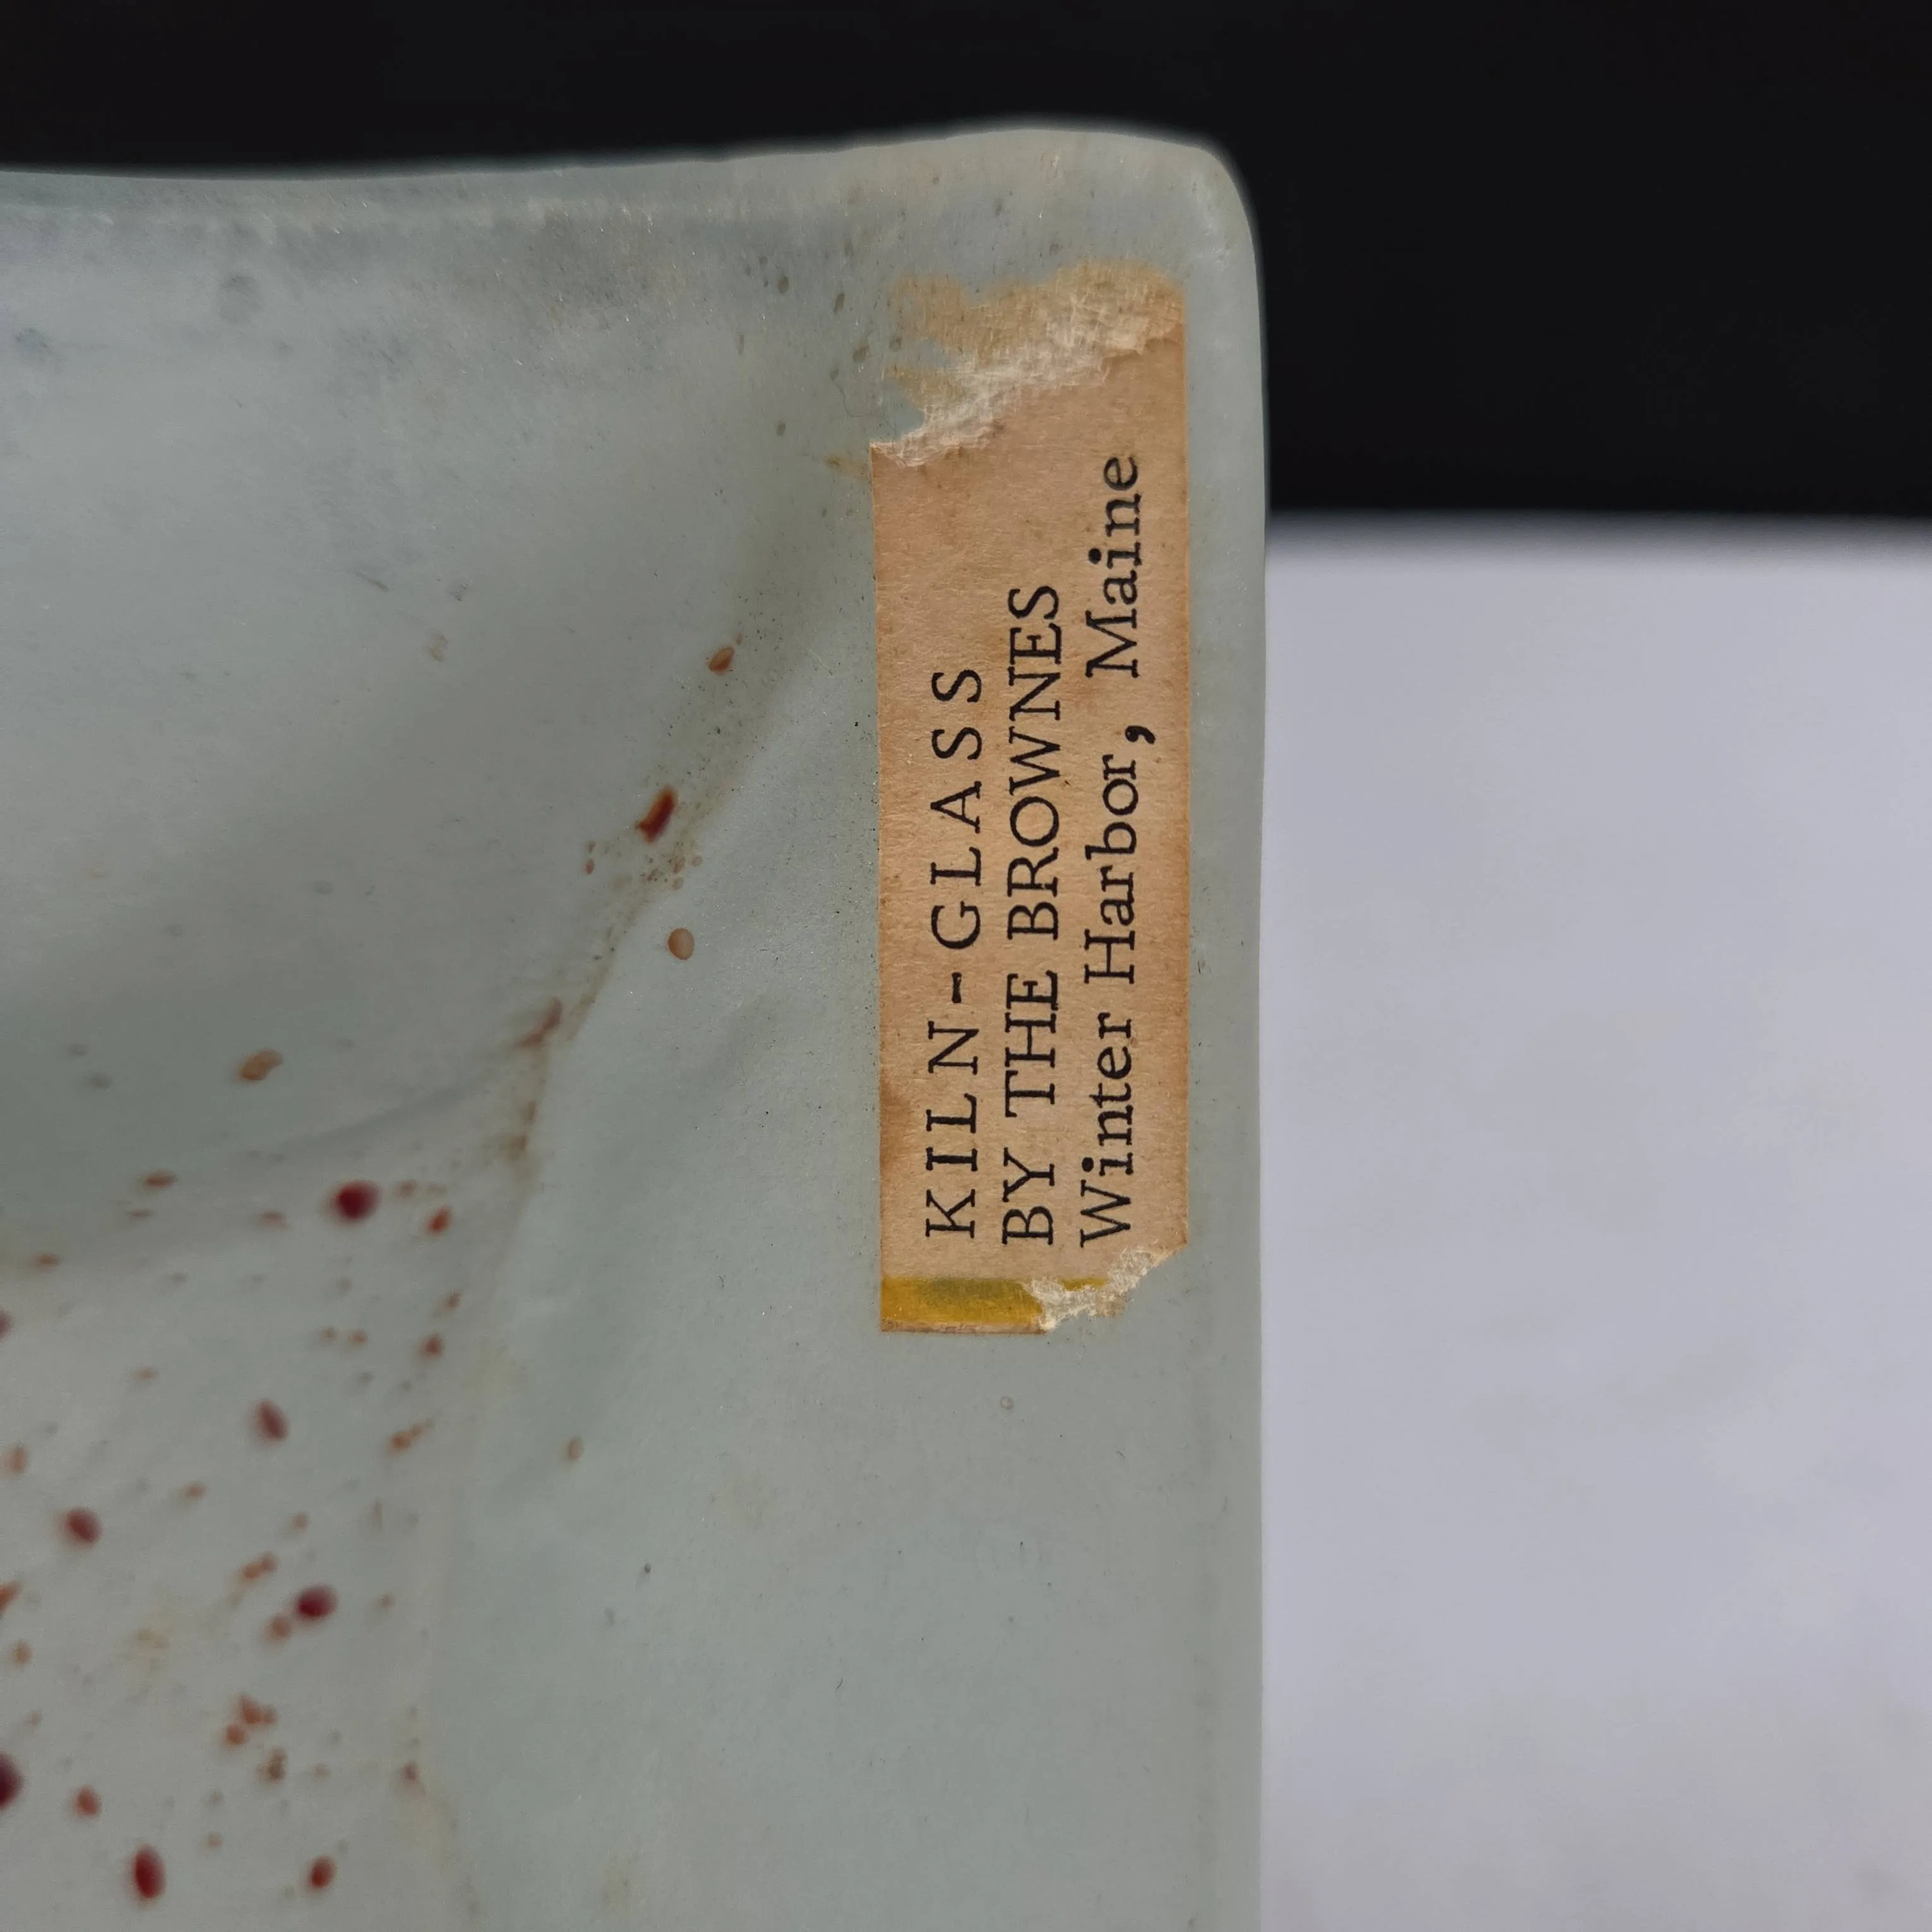 KILN-GLASS
BY THE BROWNES
Winter Harbor, Maine